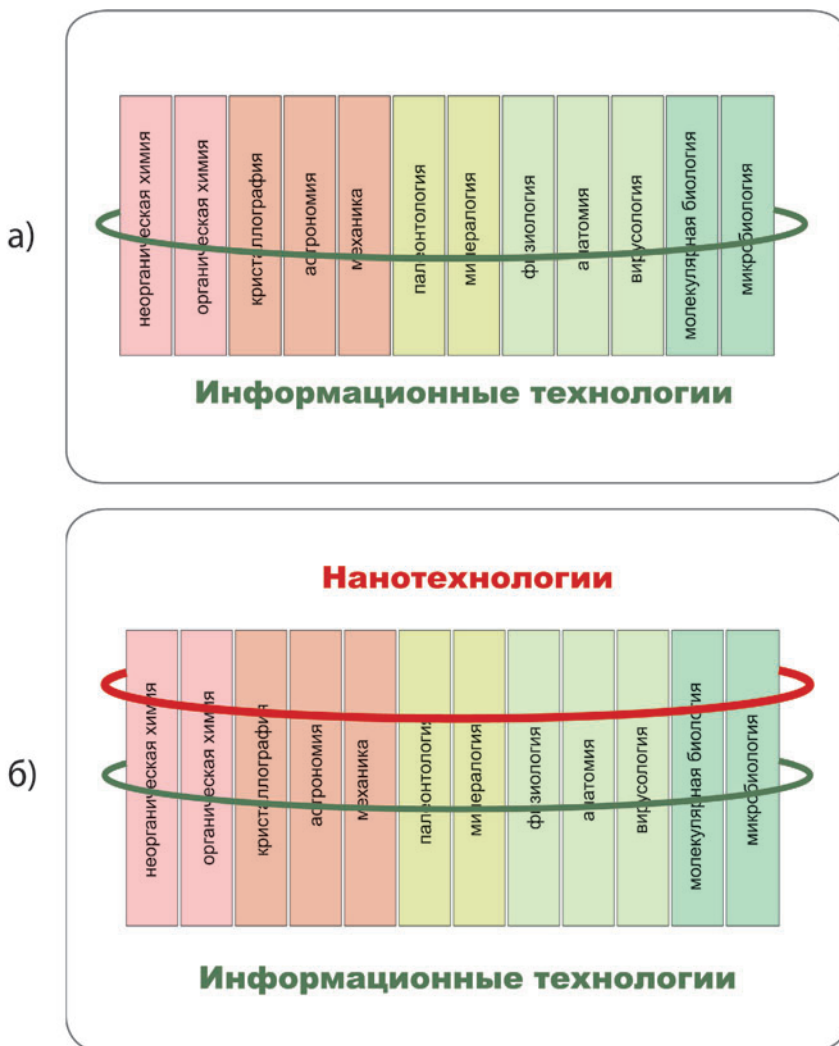 а)
неорганическая химия
органическая химия
кристаллография
астрономия
механика
палеонтология
минералогия
физиология
анатомия
вирусология
молекулярная биология
микробиология
Информационные технологии
б)
Нанотехнологии
неорганическая химия
органическая химия
кристаллография
астрономия
механика
палеонтология
минералогия
физиология
анатомия
вирусология
молекулярная биология
микробиология
Информационные технологии